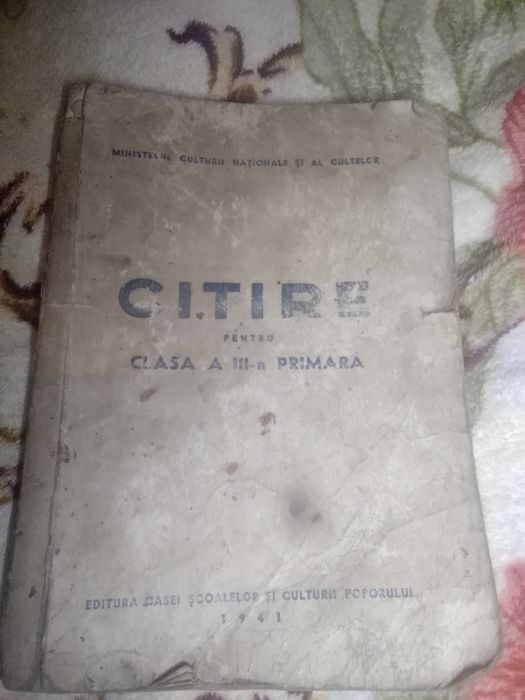 MINISTERUL CULTURII NAȚIONALE ȘI AL CULTELOR
CITIRE
PENTRU
CLASA A III-a PRIMARA
EDITURA CASEI ȘCOALELOR ȘI CULTURII POPORULUI
1941